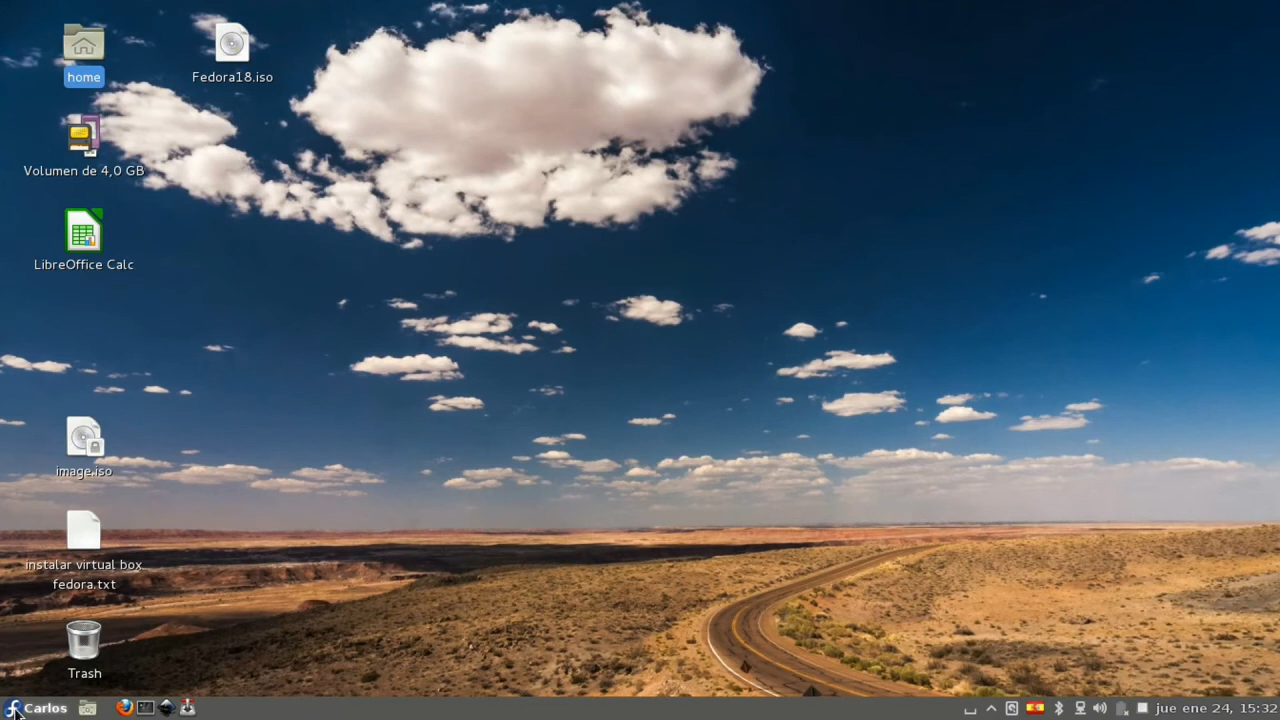 home
Fedora18.iso
Volumen de 4,0 GB
LibreOffice Calc
image.iso
instalar virtual box
fedora.txt
Trash
Carlos
jue ene 24, 15:32